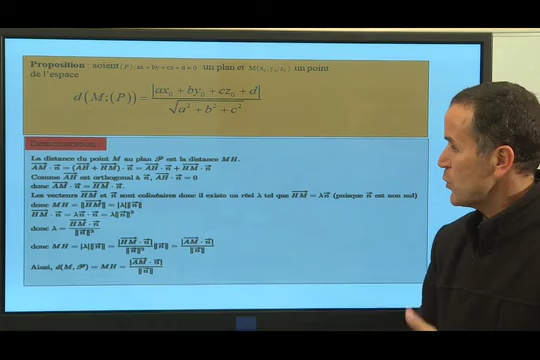 Proposition : soient (P) : ax + by + cz + d = 0 un plan et M(x₀ ; y₀ ; z₀) un point
de l'espace
d(M;(P)) = |ax₀ + by₀ + cz₀ + d| / √(a² + b² + c²)
Démonstration
La distance du point M au plan 𝒫 est la distance MH.
AM⃗ · n⃗ = (AH⃗ + HM⃗) · n⃗ = AH⃗ · n⃗ + HM⃗ · n⃗
Comme AH⃗ est orthogonal à n⃗, AH⃗ · n⃗ = 0
donc AM⃗ · n⃗ = HM⃗ · n⃗.
Les vecteurs HM⃗ et n⃗ sont colinéaires donc il existe un réel λ tel que HM⃗ = λn⃗ (puisque n⃗ est non nul)
donc MH = ‖HM⃗‖ = |λ|‖n⃗‖
HM⃗ · n⃗ = λn⃗ · n⃗ = λ‖n⃗‖²
donc λ = HM⃗ · n⃗ / ‖n⃗‖²
donc MH = |λ|‖n⃗‖ = |HM⃗ · n⃗| / ‖n⃗‖² ‖n⃗‖ = |AM⃗ · n⃗| / ‖n⃗‖
Ainsi, d(M, 𝒫) = MH = |AM⃗ · n⃗| / ‖n⃗‖